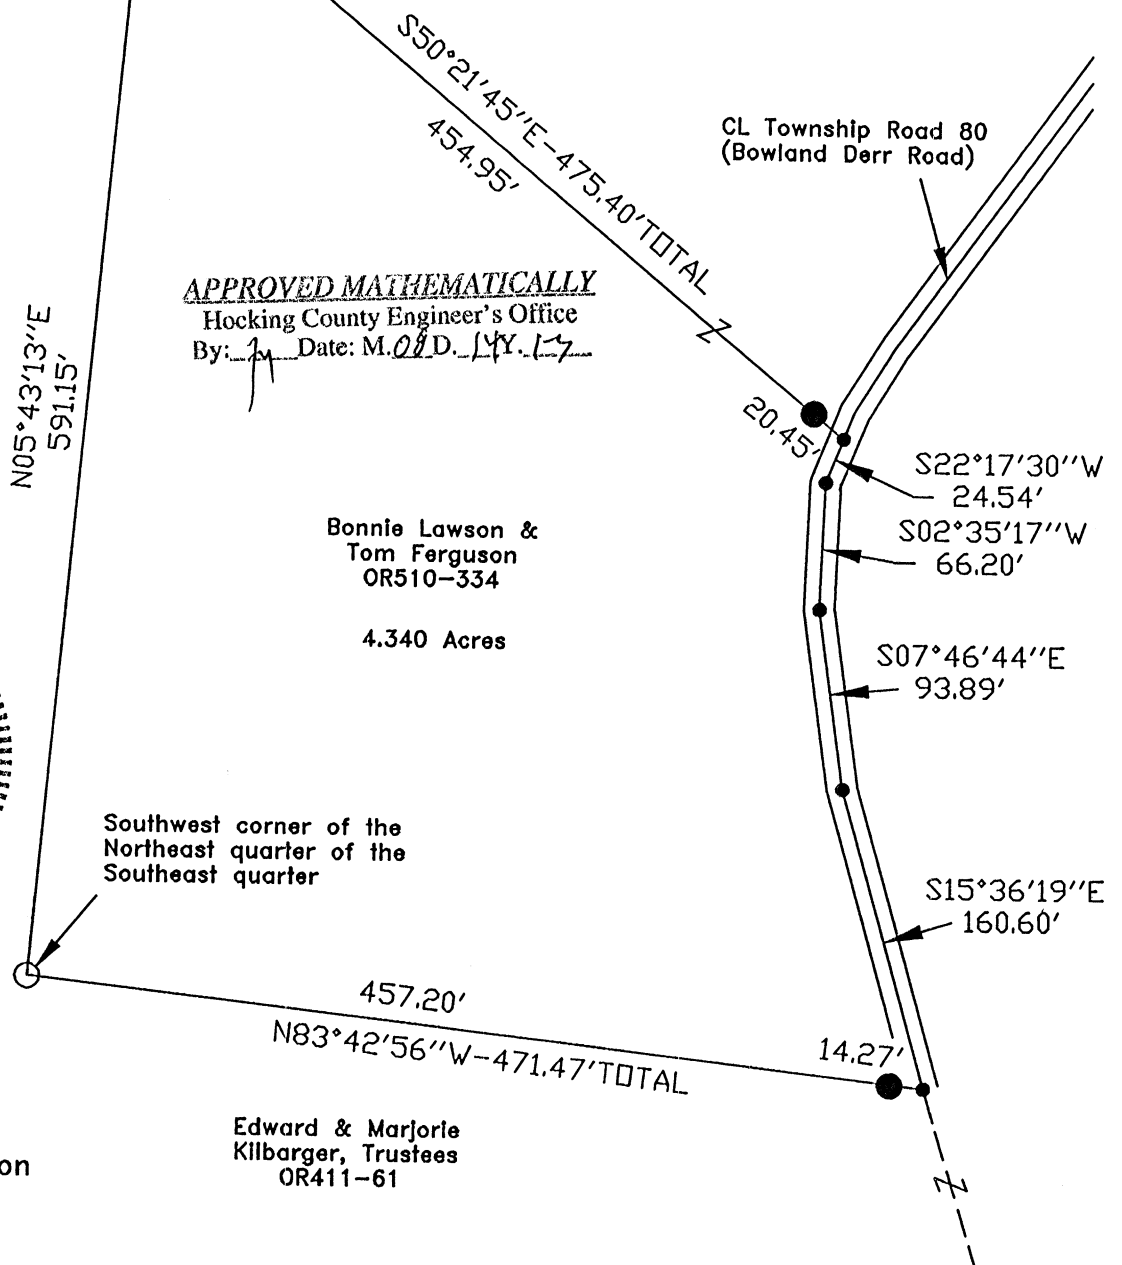 S50°21'45"E-475.40'TOTAL
454.95'
CL Township Road 80
(Bowland Derr Road)
APPROVED MATHEMATICALLY
Hocking County Engineer's Office
By: Date: M.08 D.14 Y.13
N05°43'13"E
591.15'
20.45'
S22°17'30"W
24.54'
Bonnie Lawson &
Tom Ferguson
OR510-334
S02°35'17"W
66.20'
4.340 Acres
S07°46'44"E
93.89'
Southwest corner of the
Northeast quarter of the
Southeast quarter
S15°36'19"E
160.60'
457.20'
N83°42'56"W-471.47'TOTAL
14.27'
Edward & Marjorie
Kilbarger, Trustees
OR411-61
on